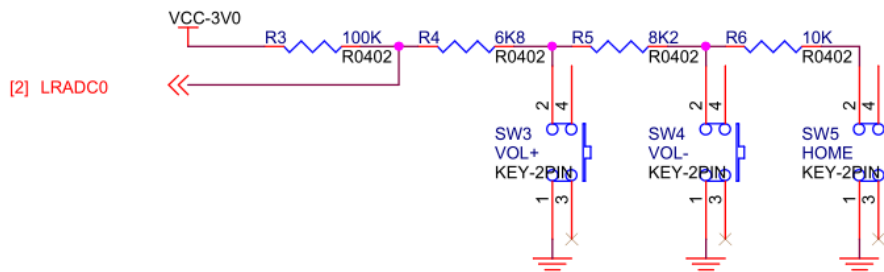 VCC-3V0
R3 100K R4 6K8 R5 8K2 R6 10K
R0402 R0402 R0402 R0402
[2] LRADC0
2 4 2 4 2 4
SW3 SW4 SW5
VOL+ VOL- HOME
KEY-2PIN KEY-2PIN KEY-2PIN
1 3 1 3 1 3